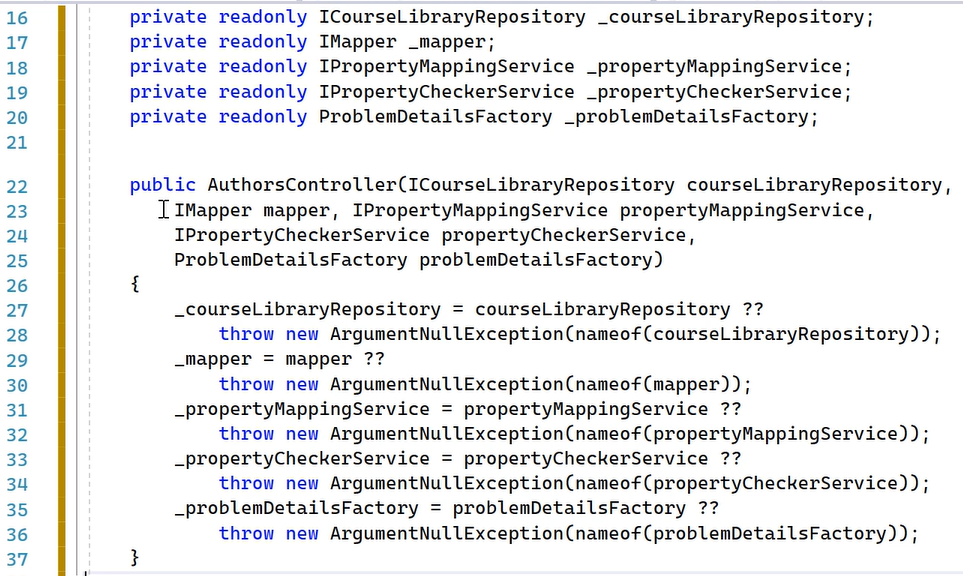 16 private readonly ICourseLibraryRepository _courseLibraryRepository;
17 private readonly IMapper _mapper;
18 private readonly IPropertyMappingService _propertyMappingService;
19 private readonly IPropertyCheckerService _propertyCheckerService;
20 private readonly ProblemDetailsFactory _problemDetailsFactory;
21
22 public AuthorsController(ICourseLibraryRepository courseLibraryRepository,
23 IMapper mapper, IPropertyMappingService propertyMappingService,
24 IPropertyCheckerService propertyCheckerService,
25 ProblemDetailsFactory problemDetailsFactory)
26 {
27 _courseLibraryRepository = courseLibraryRepository ??
28 throw new ArgumentNullException(nameof(courseLibraryRepository));
29 _mapper = mapper ??
30 throw new ArgumentNullException(nameof(mapper));
31 _propertyMappingService = propertyMappingService ??
32 throw new ArgumentNullException(nameof(propertyMappingService));
33 _propertyCheckerService = propertyCheckerService ??
34 throw new ArgumentNullException(nameof(propertyCheckerService));
35 _problemDetailsFactory = problemDetailsFactory ??
36 throw new ArgumentNullException(nameof(problemDetailsFactory));
37 }